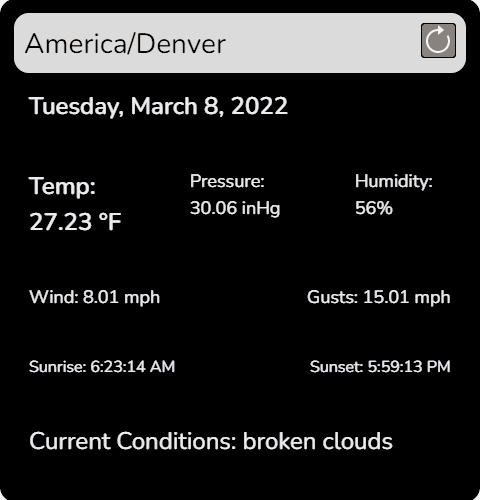 America/Denver
Tuesday, March 8, 2022
Temp:
27.23 °F
Pressure:
30.06 inHg
Humidity:
56%
Wind: 8.01 mph
Gusts: 15.01 mph
Sunrise: 6:23:14 AM
Sunset: 5:59:13 PM
Current Conditions: broken clouds